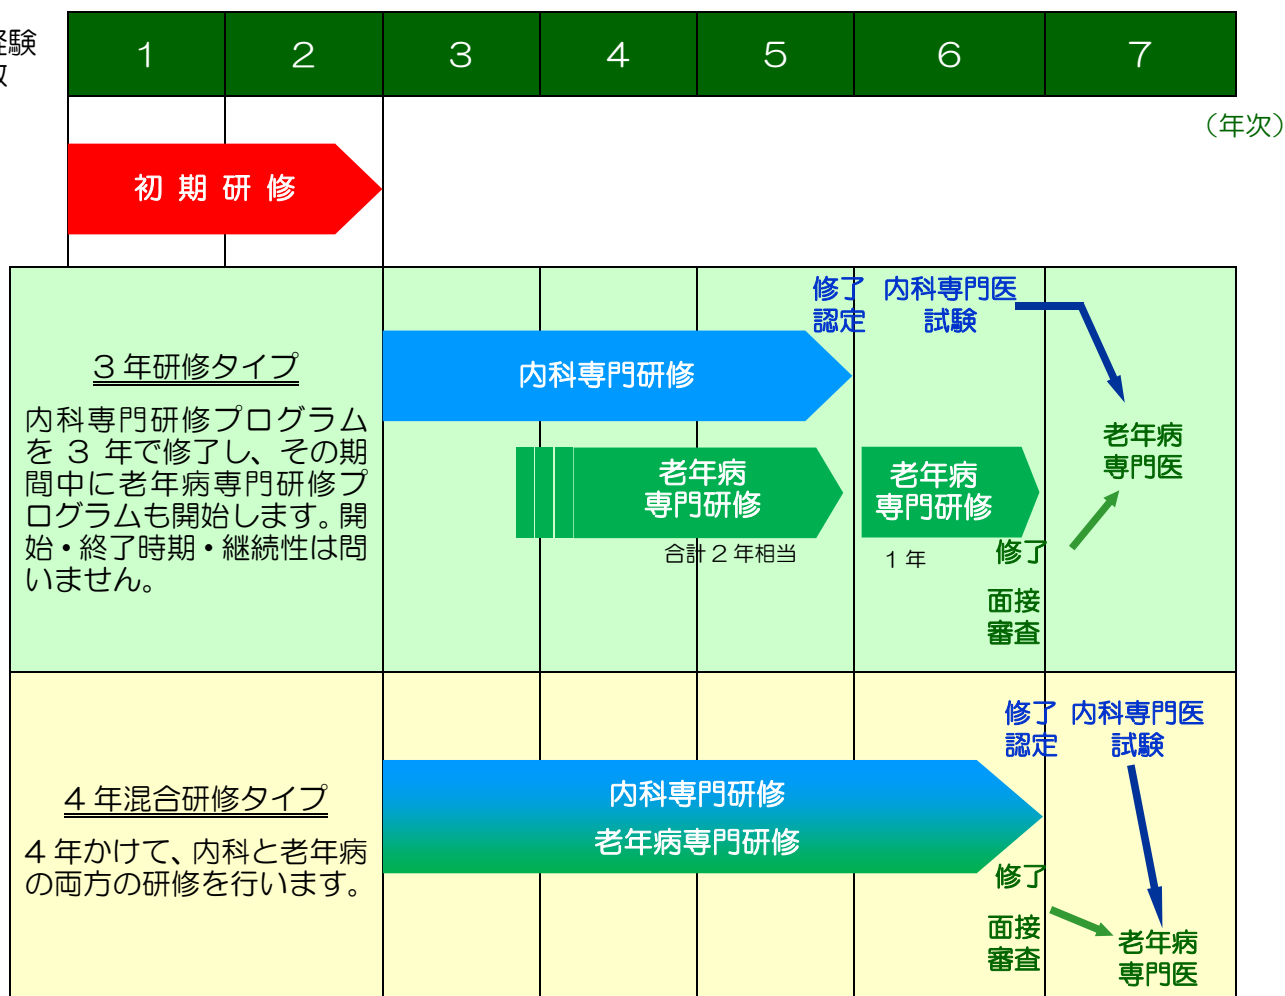 経験
数
1 2 3 4 5 6 7
(年次)
初 期 研 修
3 年研修タイプ
内科専門研修プログラム
を 3 年で修了し、その期
間中に老年病専門研修プ
ログラムも開始します。開
始・終了時期・継続性は問
いません。
修了
認定
内科専門医
試験
内科専門研修
老年病
専門研修
合計 2 年相当
老年病
専門研修
1 年
修了
面接
審査
老年病
専門医
4 年混合研修タイプ
4 年かけて、内科と老年病
の両方の研修を行います。
修了
認定
内科専門医
試験
内科専門研修
老年病専門研修
修了
面接
審査
老年病
専門医